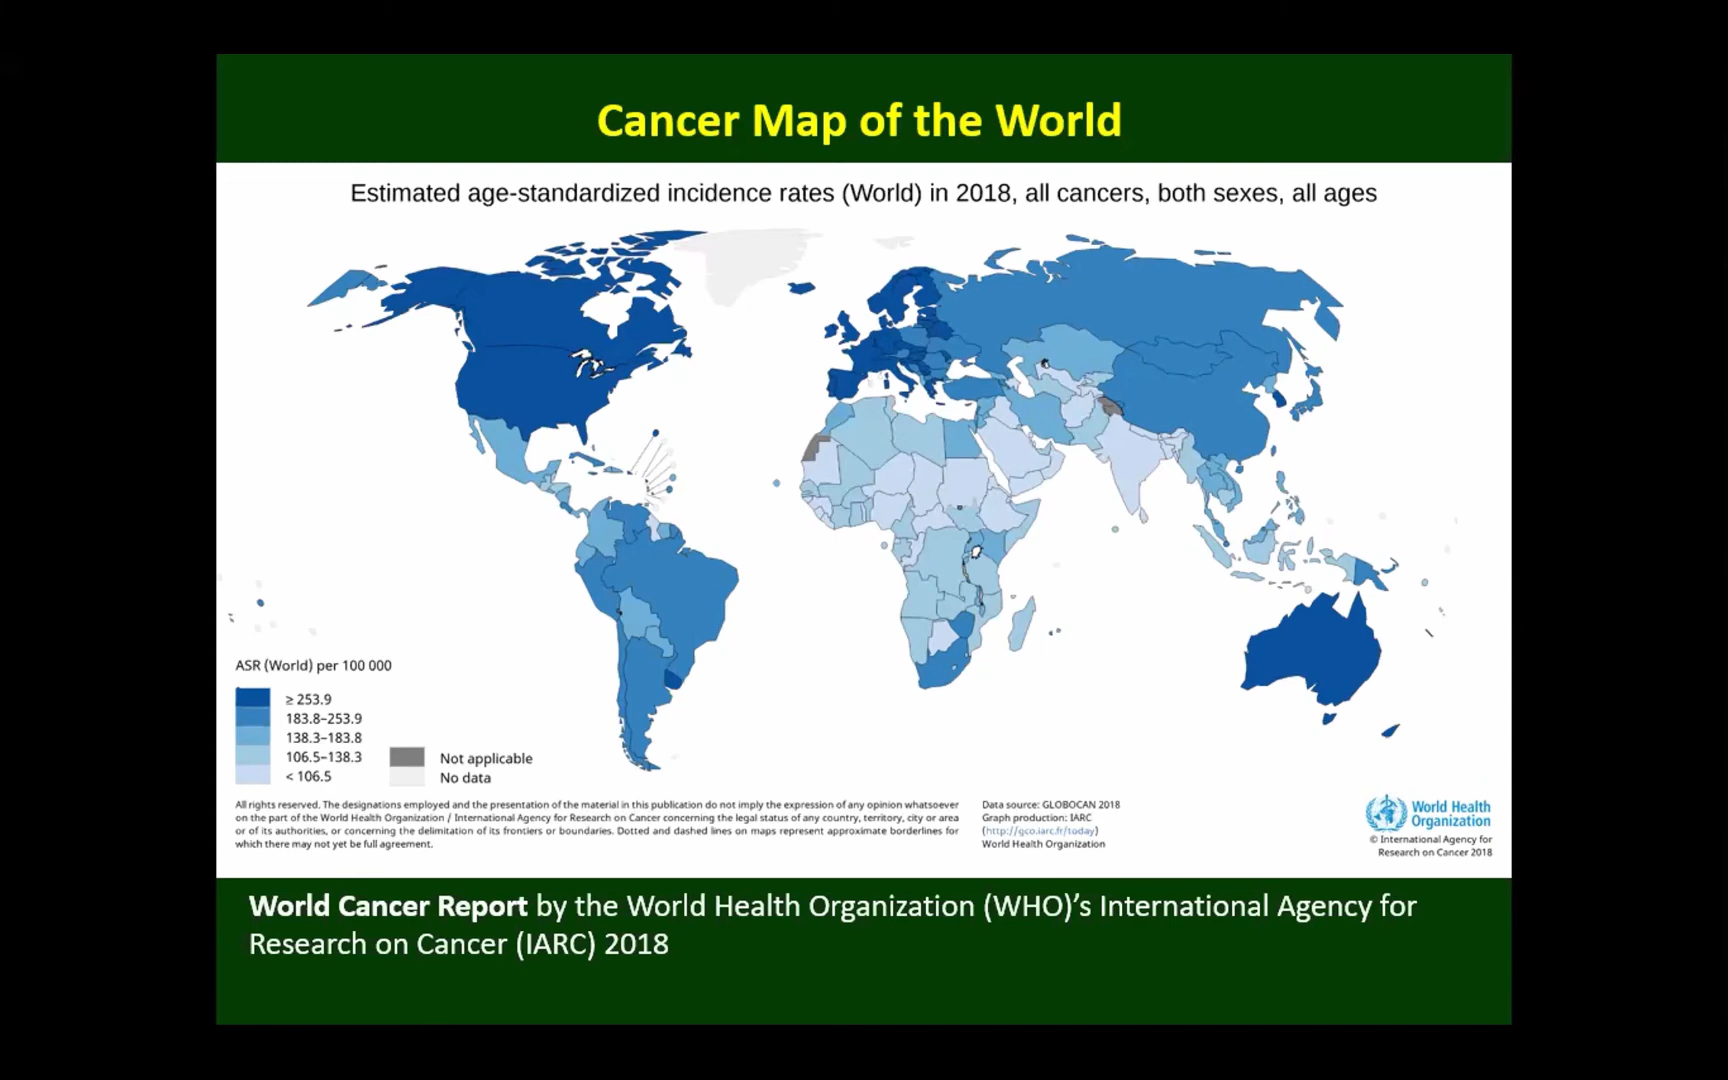 Cancer Map of the World
Estimated age-standardized incidence rates (World) in 2018, all cancers, both sexes, all ages
ASR (World) per 100 000
≥ 253.9
183.8–253.9
138.3–183.8
106.5–138.3
< 106.5
Not applicable
No data
All rights reserved. The designations employed and the presentation of the material in this publication do not imply the expression of any opinion whatsoever
on the part of the World Health Organization / International Agency for Research on Cancer concerning the legal status of any country, territory, city or area
or of its authorities, or concerning the delimitation of its frontiers or boundaries. Dotted and dashed lines on maps represent approximate borderlines for
which there may not yet be full agreement.
Data source: GLOBOCAN 2018
Graph production: IARC
(http://gco.iarc.fr/today)
World Health Organization
World Health
Organization
© International Agency for
Research on Cancer 2018
World Cancer Report by the World Health Organization (WHO)’s International Agency for
Research on Cancer (IARC) 2018